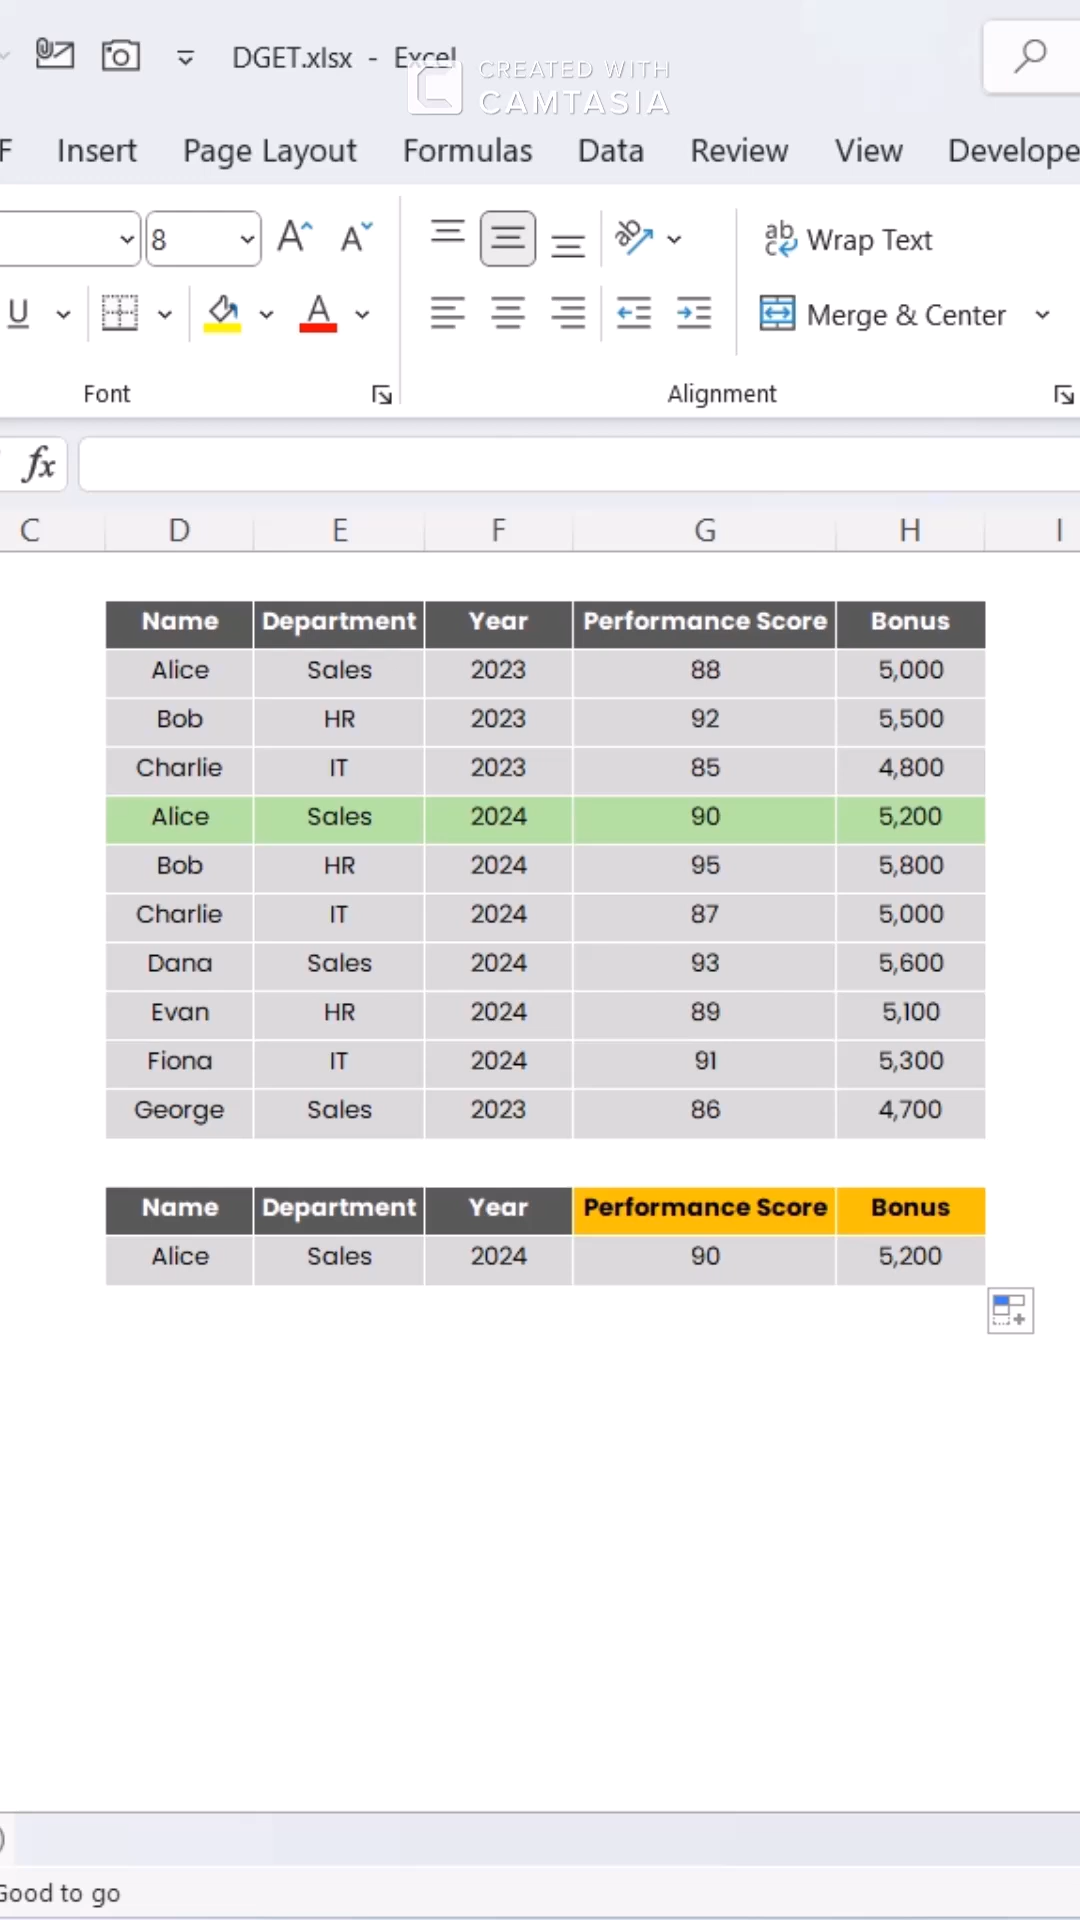 DGET.xlsx - Excel
CREATED WITH
CAMTASIA
F Insert Page Layout Formulas Data Review View Develope
8 A A ab Wrap Text
U A Merge & Center
Font Alignment
fx
C D E F G H I
Name Department Year Performance Score Bonus
Alice Sales 2023 88 5,000
Bob HR 2023 92 5,500
Charlie IT 2023 85 4,800
Alice Sales 2024 90 5,200
Bob HR 2024 95 5,800
Charlie IT 2024 87 5,000
Dana Sales 2024 93 5,600
Evan HR 2024 89 5,100
Fiona IT 2024 91 5,300
George Sales 2023 86 4,700
Name Department Year Performance Score Bonus
Alice Sales 2024 90 5,200
Good to go